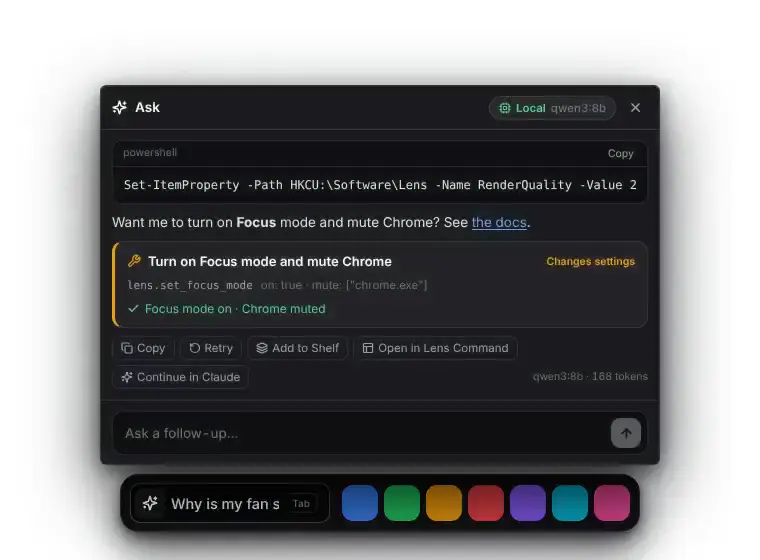 Ask
Local qwen3:8b
powershell
Copy
Set-ItemProperty -Path HKCU:\Software\Lens -Name RenderQuality -Value 2
Want me to turn on Focus mode and mute Chrome? See the docs.
Turn on Focus mode and mute Chrome
Changes settings
lens.set_focus_mode on: true · mute: ["chrome.exe"]
Focus mode on · Chrome muted
Copy
Retry
Add to Shelf
Open in Lens Command
Continue in Claude
qwen3:8b · 168 tokens
Ask a follow-up...
Why is my fan s
Tab